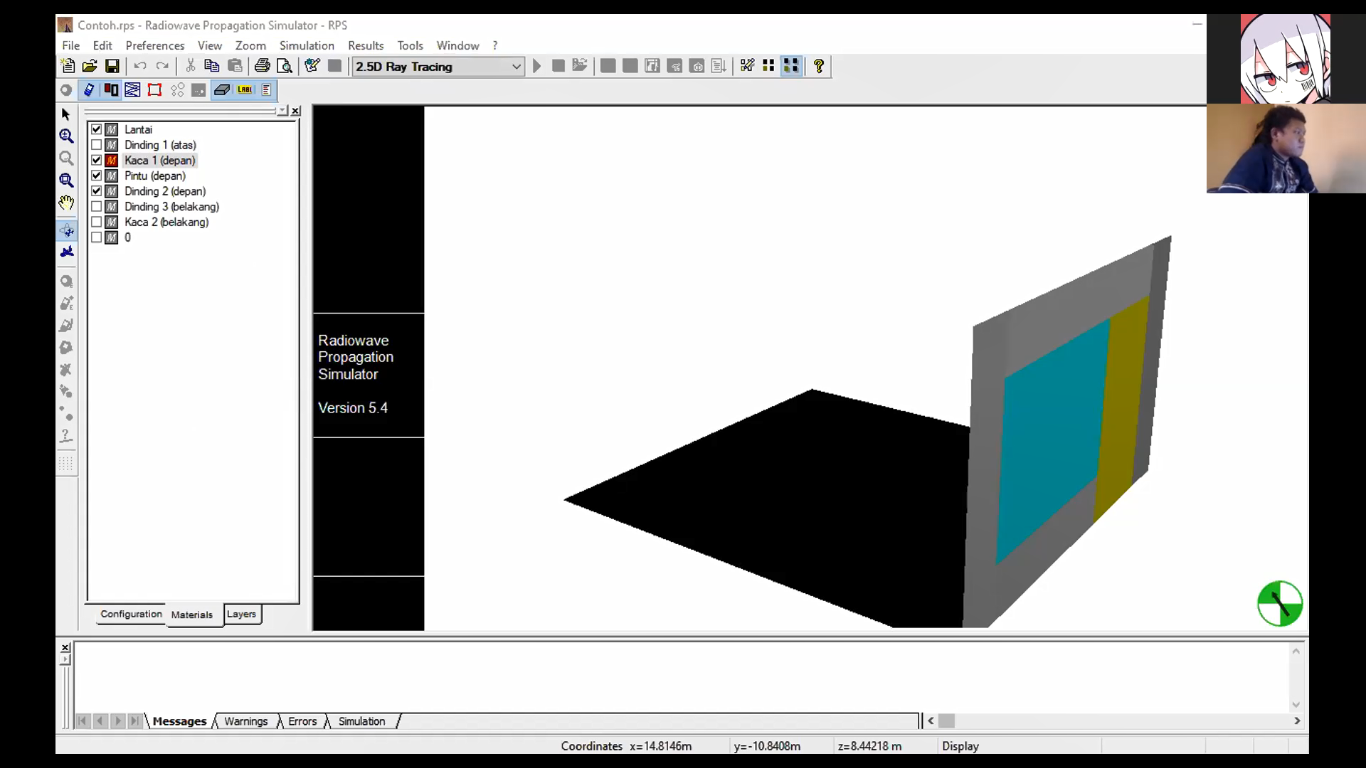 Contoh.rps - Radiowave Propagation Simulator - RPS
File Edit Preferences View Zoom Simulation Results Tools Window ?
2.5D Ray Tracing
LABL
Lantai
Dinding 1 (atas)
Kaca 1 (depan)
Pintu (depan)
Dinding 2 (depan)
Dinding 3 (belakang)
Kaca 2 (belakang)
0
Radiowave
Propagation
Simulator
Version 5.4
Configuration Materials Layers
Messages Warnings Errors Simulation
Coordinates x=14.8146m y=-10.8408m z=8.44218 m Display